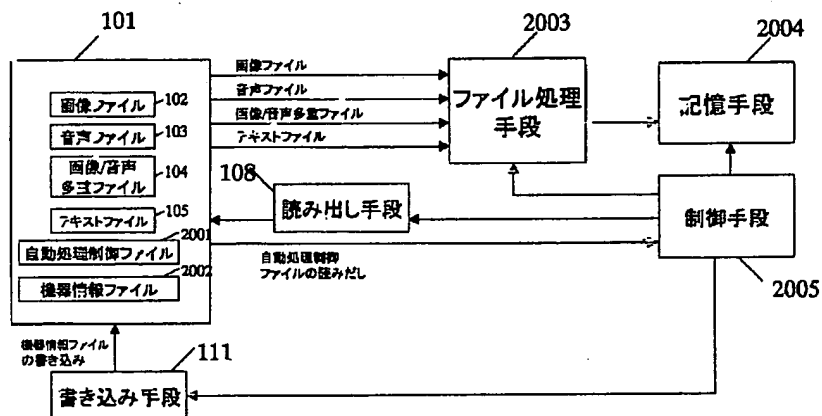 101
画像ファイル
102
音声ファイル
103
画像/音声
多重ファイル
104
テキストファイル
105
自動処理制御ファイル
2001
機器情報ファイル
2002
画像ファイル
音声ファイル
画像/音声多重ファイル
テキストファイル
2003
ファイル処理
手段
2004
記憶手段
108
読み出し手段
自動処理制御
ファイルの読みだし
制御手段
2005
機器情報ファイル
の書き込み
111
書き込み手段